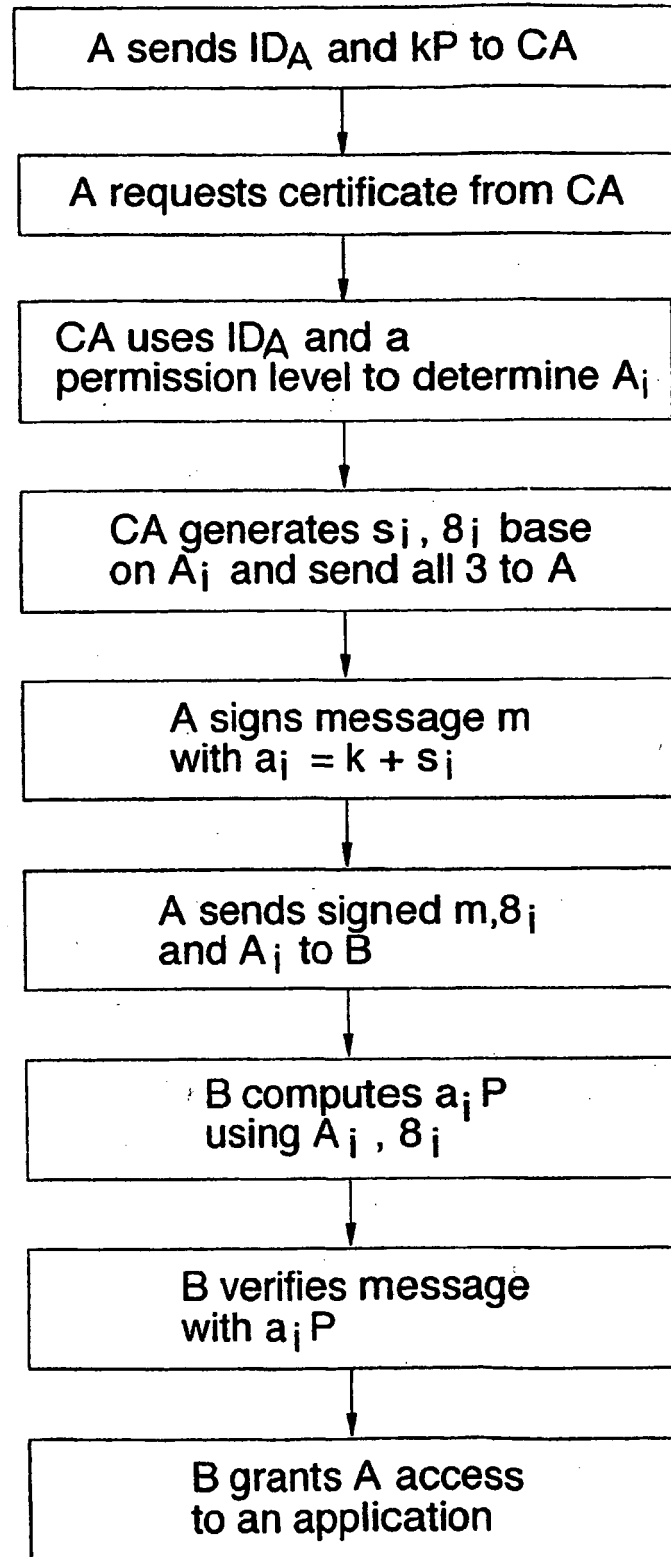 A sends IDA and kP to CA
A requests certificate from CA
CA uses IDA and a
permission level to determine Ai
CA generates si, 8i base
on Ai and send all 3 to A
A signs message m
with ai = k + si
A sends signed m,8i
and Ai to B
B computes aiP
using Ai , 8i
B verifies message
with aiP
B grants A access
to an application